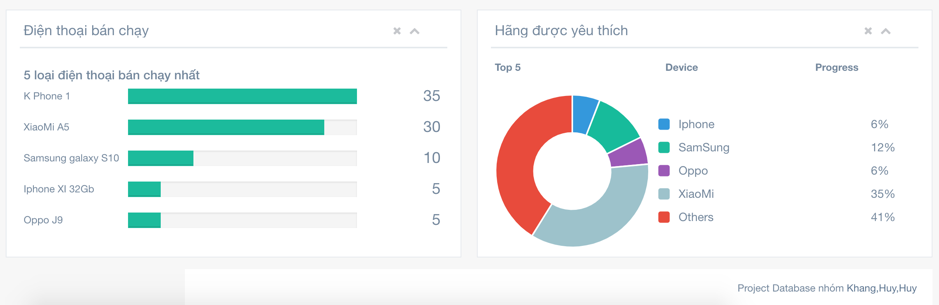 Điện thoại bán chạy
5 loại điện thoại bán chạy nhất
K Phone 1 35
XiaoMi A5 30
Samsung galaxy S10 10
Iphone XI 32Gb 5
Oppo J9 5
Hãng được yêu thích
Top 5 Device Progress
Iphone 6%
SamSung 12%
Oppo 6%
XiaoMi 35%
Others 41%
Project Database nhóm Khang,Huy,Huy